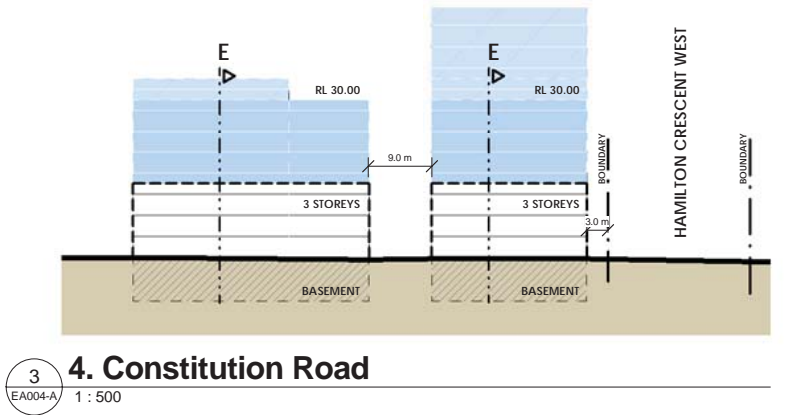 E
E
RL 30.00
RL 30.00
HAMILTON CRESCENT WEST
BOUNDARY
BOUNDARY
9.0 m
3 STOREYS
3 STOREYS
3.0 m
BASEMENT
BASEMENT
3
EA004-A
4. Constitution Road
1 : 500